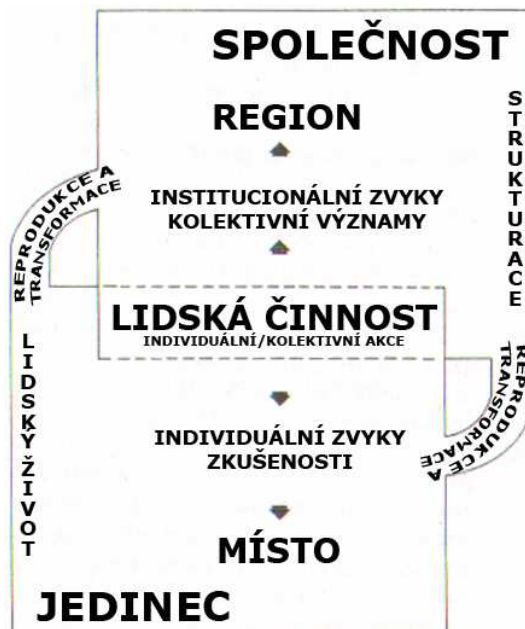 SPOLEČNOST
REGION
STRUKTURACE
REPRODUKCE A
TRANSFORMACE
INSTITUCIONÁLNÍ ZVYKY
KOLEKTIVNÍ VÝZNAMY
LIDSKÁ ČINNOST
INDIVIDUÁLNÍ/KOLEKTIVNÍ AKCE
LIDSKÝ ŽIVOT
REPRODUKCE A
TRANSFORMACE
INDIVIDUÁLNÍ ZVYKY
ZKUŠENOSTI
MÍSTO
JEDINEC